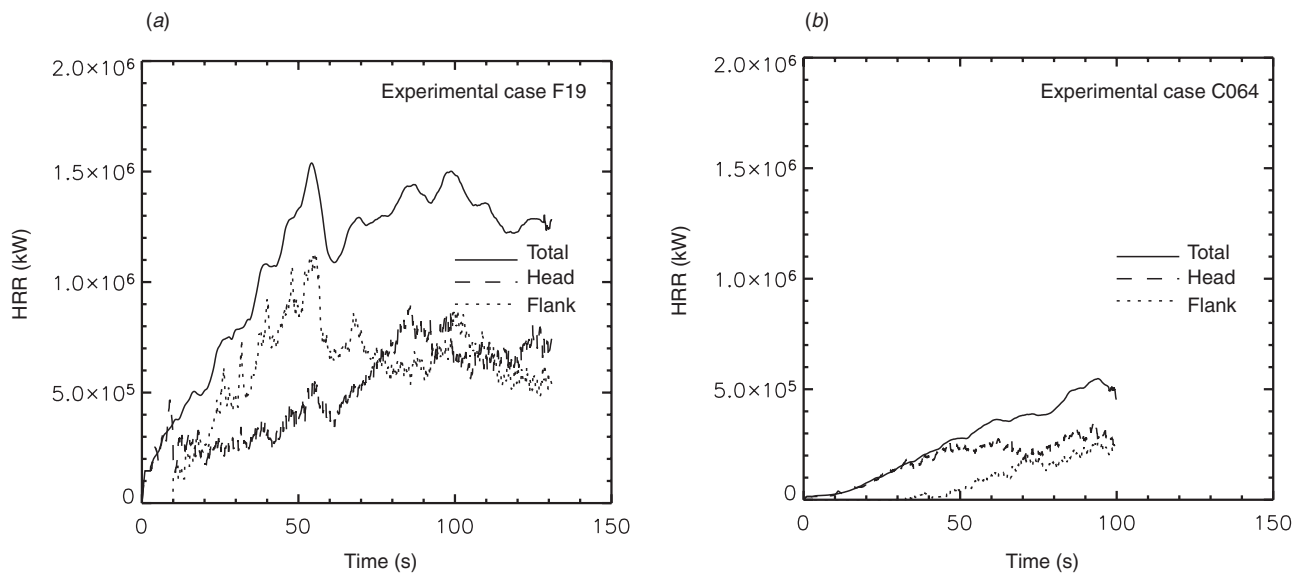 (a)
2.0×10⁶
1.5×10⁶
1.0×10⁶
5.0×10⁵
0
HRR (kW)
Experimental case F19
Total
Head
Flank
0 50 100 150
Time (s)
(b)
2.0×10⁶
1.5×10⁶
1.0×10⁶
5.0×10⁵
0
HRR (kW)
Experimental case C064
Total
Head
Flank
0 50 100 150
Time (s)